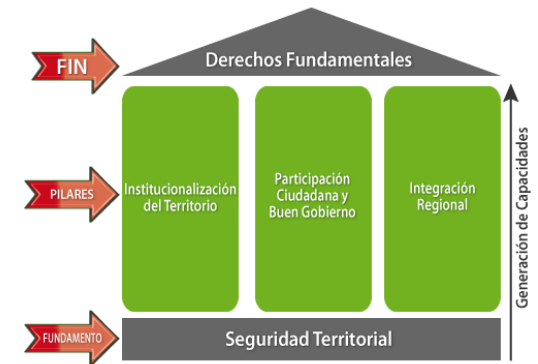 FIN
Derechos Fundamentales
PILARES
Institucionalización
del Territorio
Participación
Ciudadana y
Buen Gobierno
Integración
Regional
Generación de Capacidades
FUNDAMENTO
Seguridad Territorial